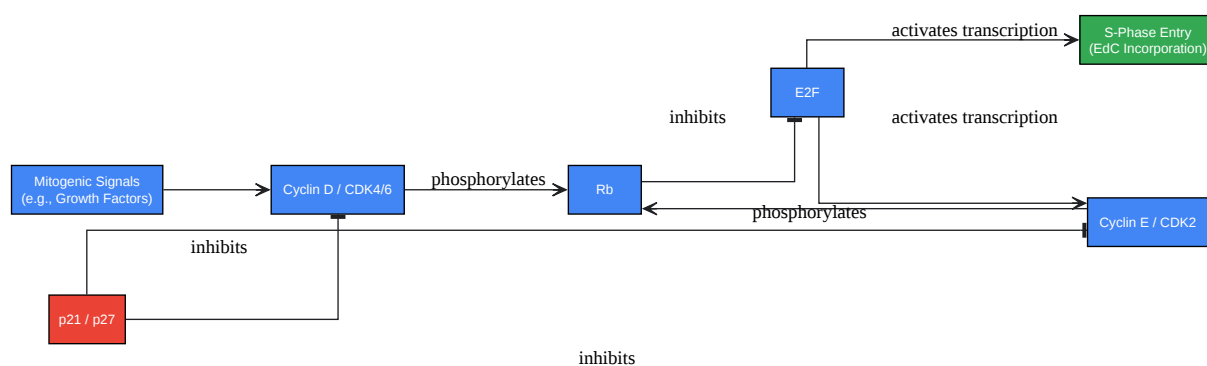 activates transcription
S-Phase Entry
(EdC Incorporation)
E2F
inhibits
activates transcription
Mitogenic Signals
(e.g., Growth Factors)
Cyclin D / CDK4/6
phosphorylates
Rb
phosphorylates
Cyclin E / CDK2
inhibits
p21 / p27
inhibits